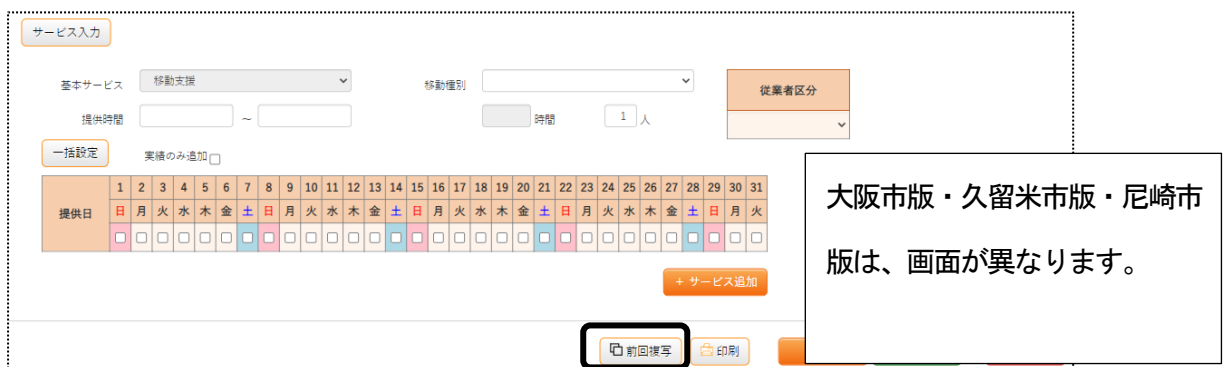 サービス入力
基本サービス 移動支援 移動種別
従業者区分
提供時間 ～ 時間 1 人
一括設定 実績のみ追加
1 2 3 4 5 6 7 8 9 10 11 12 13 14 15 16 17 18 19 20 21 22 23 24 25 26 27 28 29 30 31
提供日 日 月 火 水 木 金 土 日 月 火 水 木 金 土 日 月 火 水 木 金 土 日 月 火 水 木 金 土 日 月 火
+ サービス追加
前回複写 印刷
大阪市版・久留米市版・尼崎市
版は、画面が異なります。